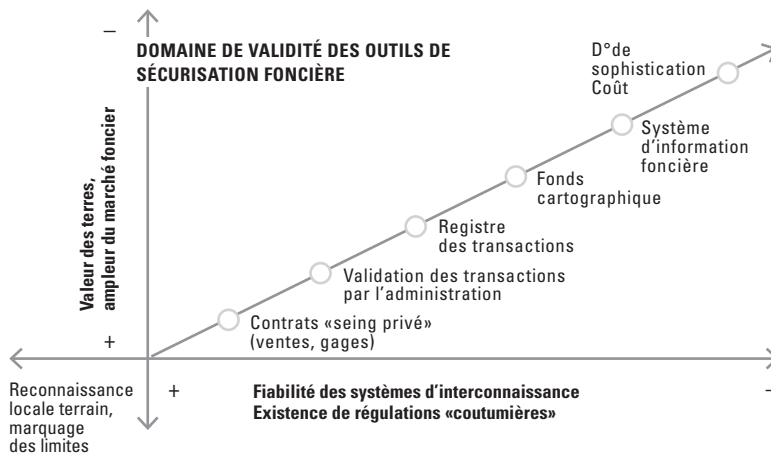 –
DOMAINE DE VALIDITÉ DES OUTILS DE
SÉCURISATION FONCIÈRE
D°de
sophistication
Coût
Système
d’information
foncière
Fonds
cartographique
Registre
des transactions
Validation des transactions
par l’administration
Contrats «seing privé»
(ventes, gages)
Valeur des terres,
ampleur du marché foncier
+
Reconnaissance
locale terrain,
marquage
des limites
+
Fiabilité des systèmes d’interconnaissance
Existence de régulations «coutumières»
–